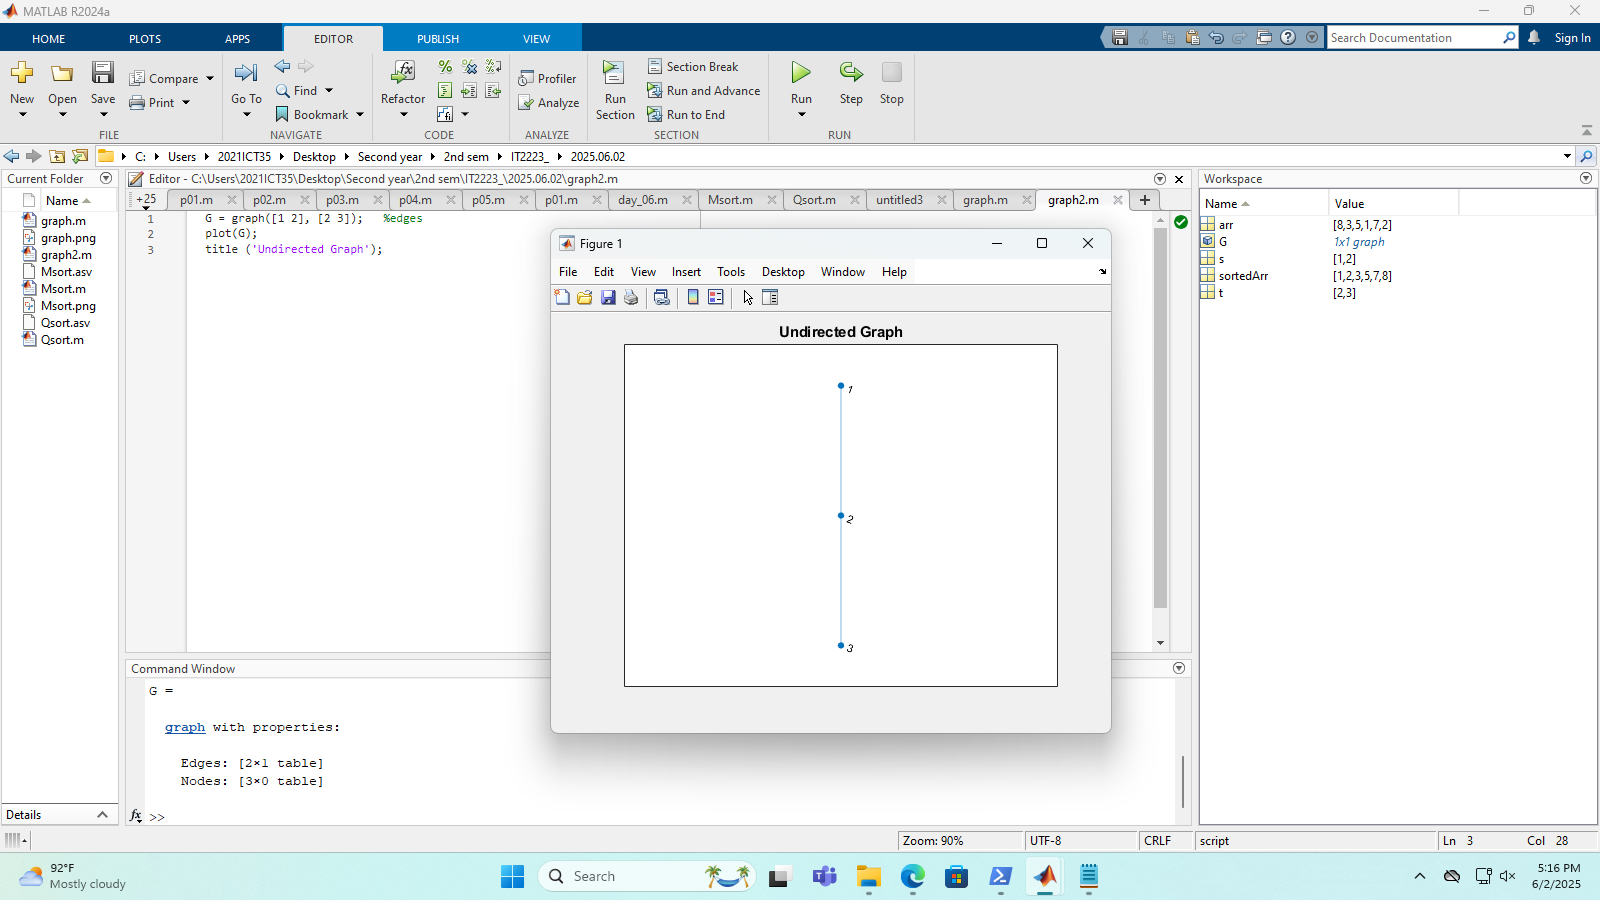 MATLAB R2024a
HOME PLOTS APPS EDITOR PUBLISH VIEW
Search Documentation
Sign In
New Open Save Compare Print
FILE
Go To Find Bookmark
NAVIGATE
Refactor
CODE
Profiler
Analyze
ANALYZE
Run Section
Section Break
Run and Advance
Run to End
SECTION
Run Step Stop
RUN
C: Users 2021ICT35 Desktop Second year 2nd sem IT2223_ 2025.06.02
Current Folder
Name
graph.m
graph.png
graph2.m
Msort.asv
Msort.m
Msort.png
Qsort.asv
Qsort.m
Details
Editor - C:\Users\2021ICT35\Desktop\Second year\2nd sem\IT2223_\2025.06.02\graph2.m
+25 p01.m p02.m p03.m p04.m p05.m p01.m day_06.m Msort.m Qsort.m untitled3 graph.m graph2.m
1 G = graph([1 2], [2 3]); %edges
2 plot(G);
3 title ('Undirected Graph');
Figure 1
File Edit View Insert Tools Desktop Window Help
Undirected Graph
1
2
3
Command Window
G =
graph with properties:
Edges: [2×1 table]
Nodes: [3×0 table]
fx >>
Workspace
Name Value
arr [8,3,5,1,7,2]
G 1x1 graph
s [1,2]
sortedArr [1,2,3,5,7,8]
t [2,3]
Zoom: 90% UTF-8 CRLF script Ln 3 Col 28
92°F
Mostly cloudy
Search
5:16 PM
6/2/2025